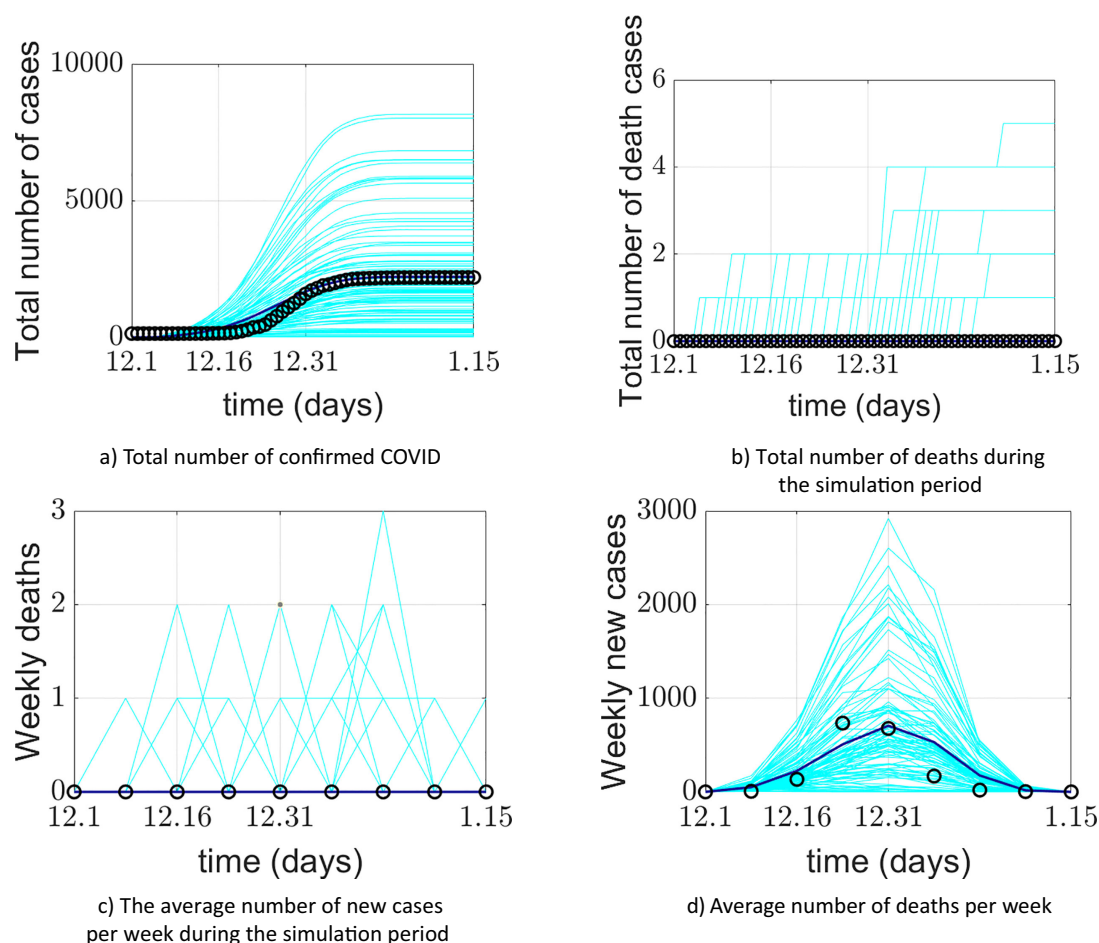 Total number of cases
10000
5000
0
12.1 12.16 12.31 1.15
time (days)
a) Total number of confirmed COVID
Total number of death cases
6
4
2
0
12.1 12.16 12.31 1.15
time (days)
b) Total number of deaths during
the simulation period
Weekly deaths
3
2
1
0
12.1 12.16 12.31 1.15
time (days)
c) The average number of new cases
per week during the simulation period
Weekly new cases
3000
2000
1000
0
12.1 12.16 12.31 1.15
time (days)
d) Average number of deaths per week